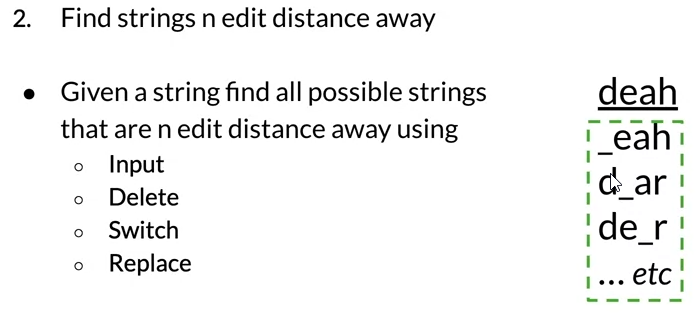 2. Find strings n edit distance away
● Given a string find all possible strings
that are n edit distance away using
○ Input
○ Delete
○ Switch
○ Replace
deah
_eah
d_ar
de_r
... etc